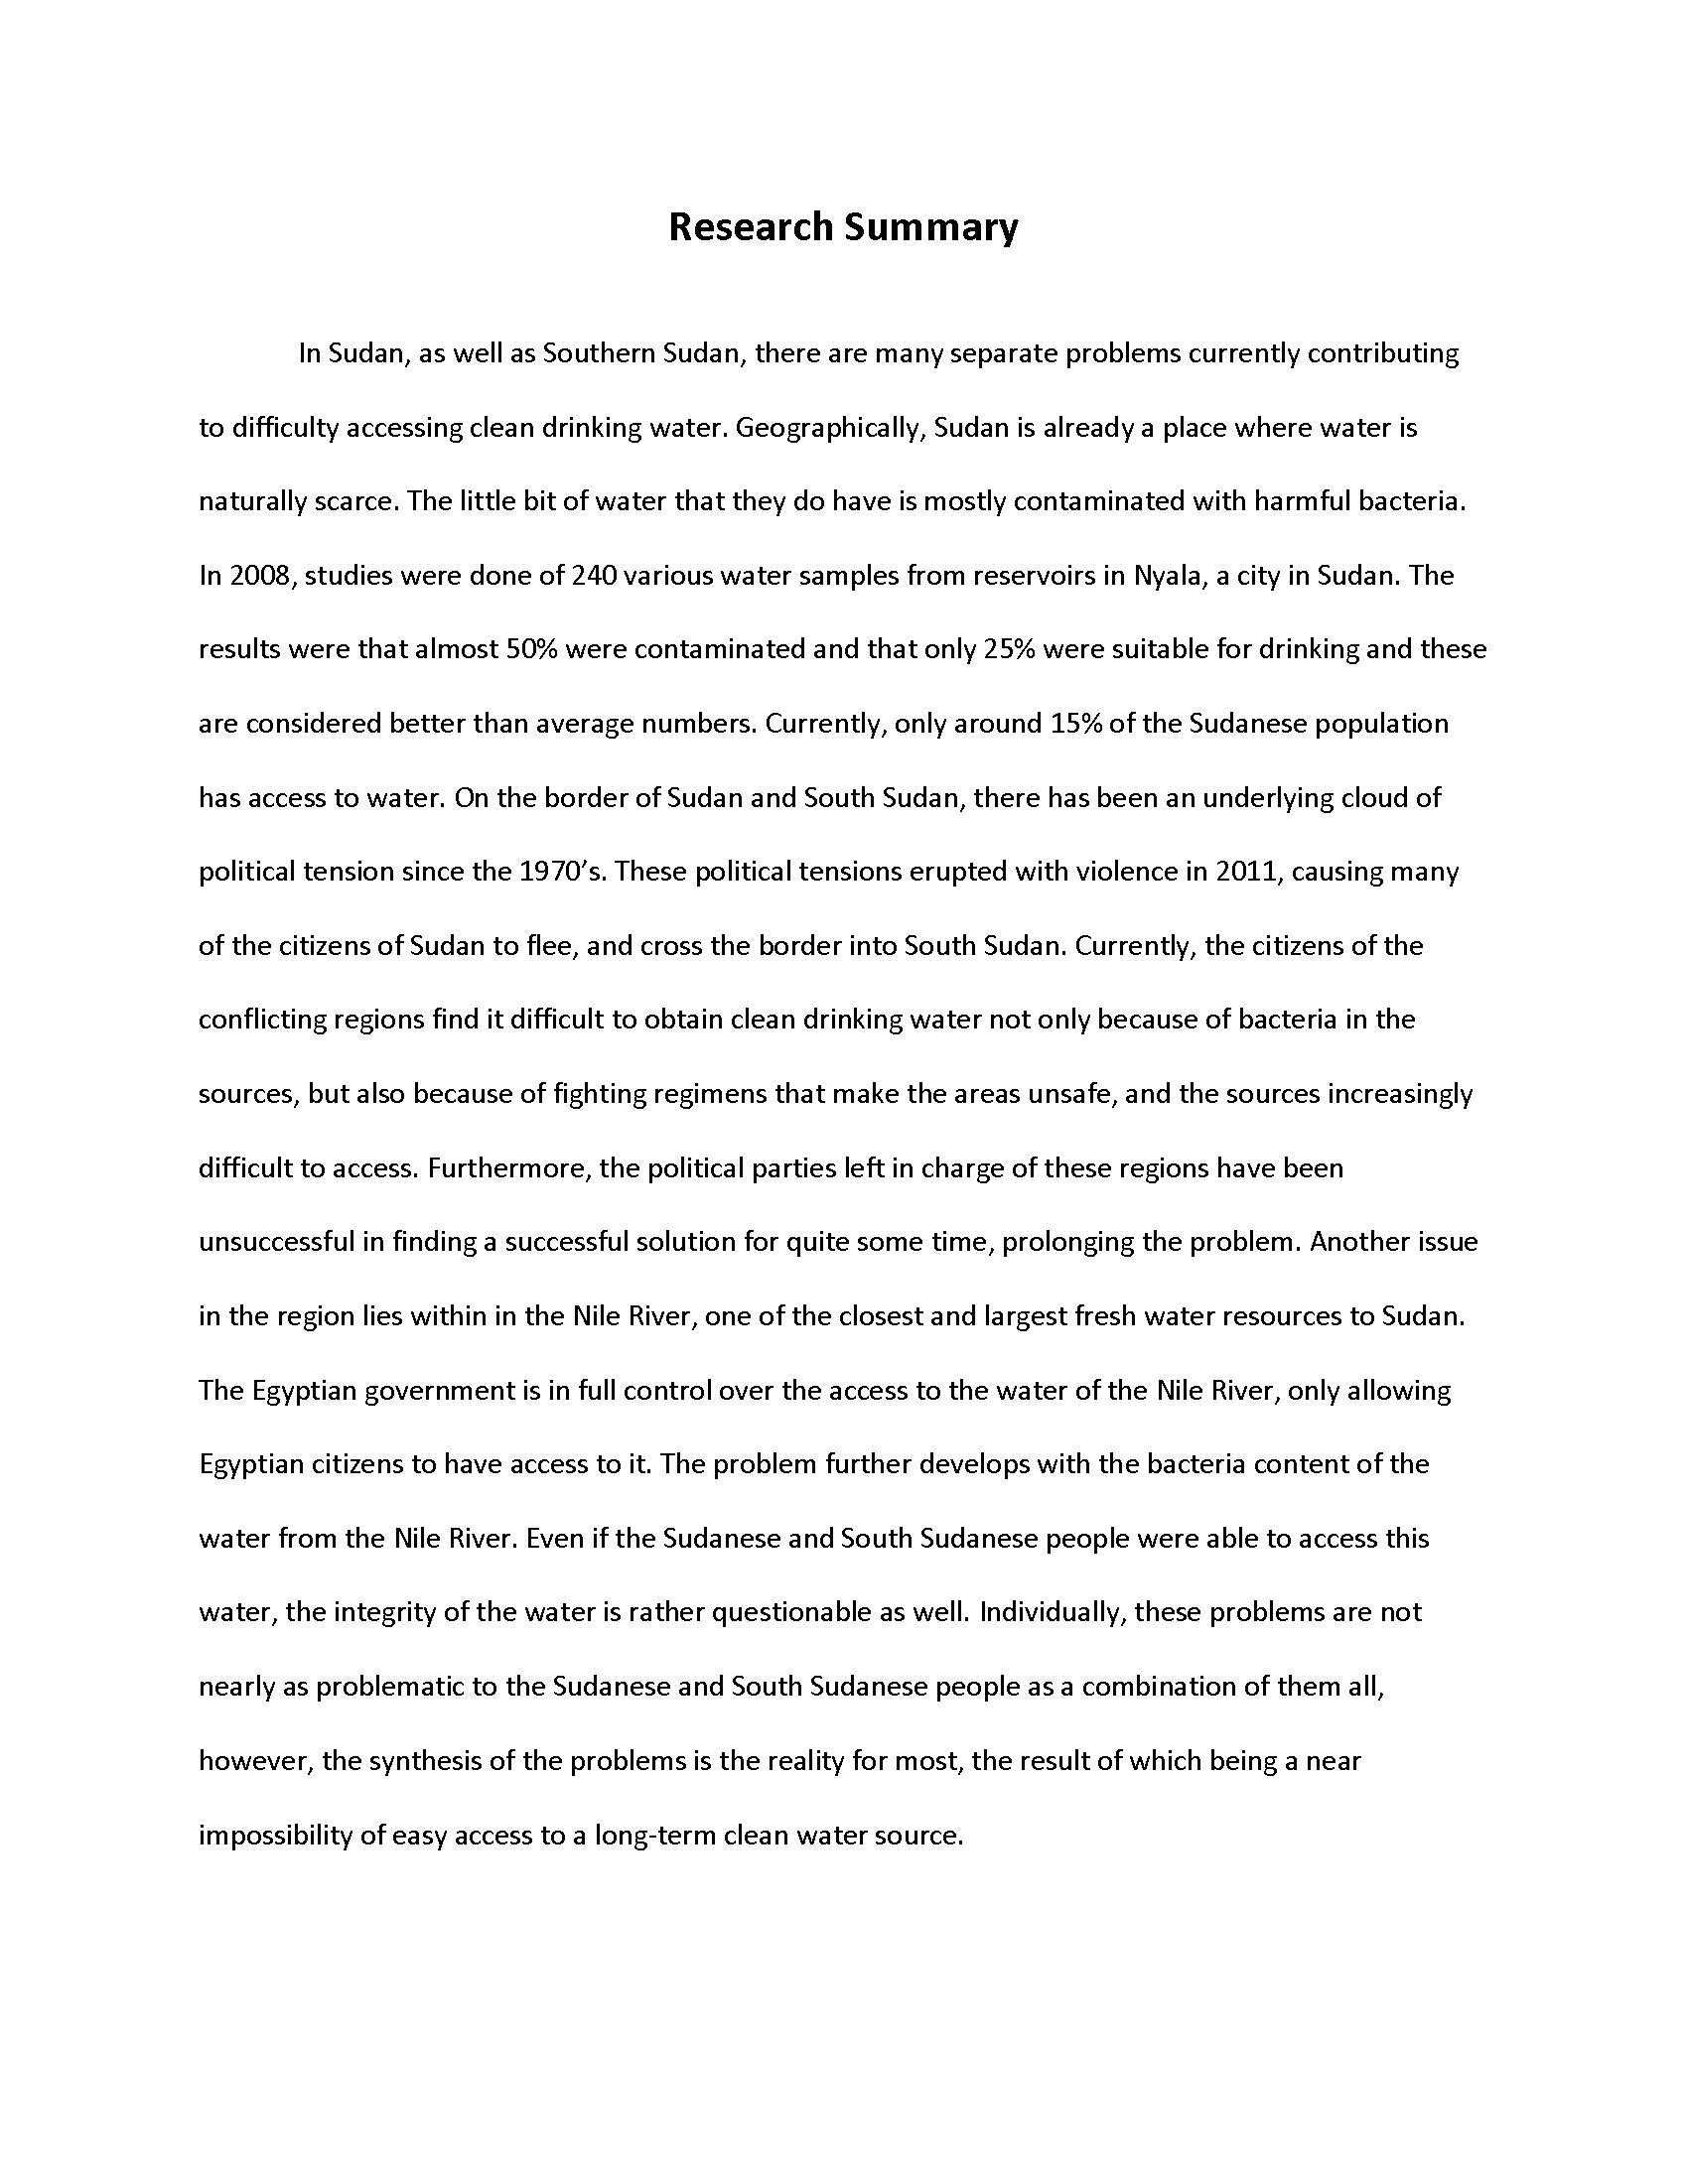 Research Summary
In Sudan, as well as Southern Sudan, there are many separate problems currently contributing
to difficulty accessing clean drinking water. Geographically, Sudan is already a place where water is
naturally scarce. The little bit of water that they do have is mostly contaminated with harmful bacteria.
In 2008, studies were done of 240 various water samples from reservoirs in Nyala, a city in Sudan. The
results were that almost 50% were contaminated and that only 25% were suitable for drinking and these
are considered better than average numbers. Currently, only around 15% of the Sudanese population
has access to water. On the border of Sudan and South Sudan, there has been an underlying cloud of
political tension since the 1970’s. These political tensions erupted with violence in 2011, causing many
of the citizens of Sudan to flee, and cross the border into South Sudan. Currently, the citizens of the
conflicting regions find it difficult to obtain clean drinking water not only because of bacteria in the
sources, but also because of fighting regimens that make the areas unsafe, and the sources increasingly
difficult to access. Furthermore, the political parties left in charge of these regions have been
unsuccessful in finding a successful solution for quite some time, prolonging the problem. Another issue
in the region lies within in the Nile River, one of the closest and largest fresh water resources to Sudan.
The Egyptian government is in full control over the access to the water of the Nile River, only allowing
Egyptian citizens to have access to it. The problem further develops with the bacteria content of the
water from the Nile River. Even if the Sudanese and South Sudanese people were able to access this
water, the integrity of the water is rather questionable as well. Individually, these problems are not
nearly as problematic to the Sudanese and South Sudanese people as a combination of them all,
however, the synthesis of the problems is the reality for most, the result of which being a near
impossibility of easy access to a long-term clean water source.